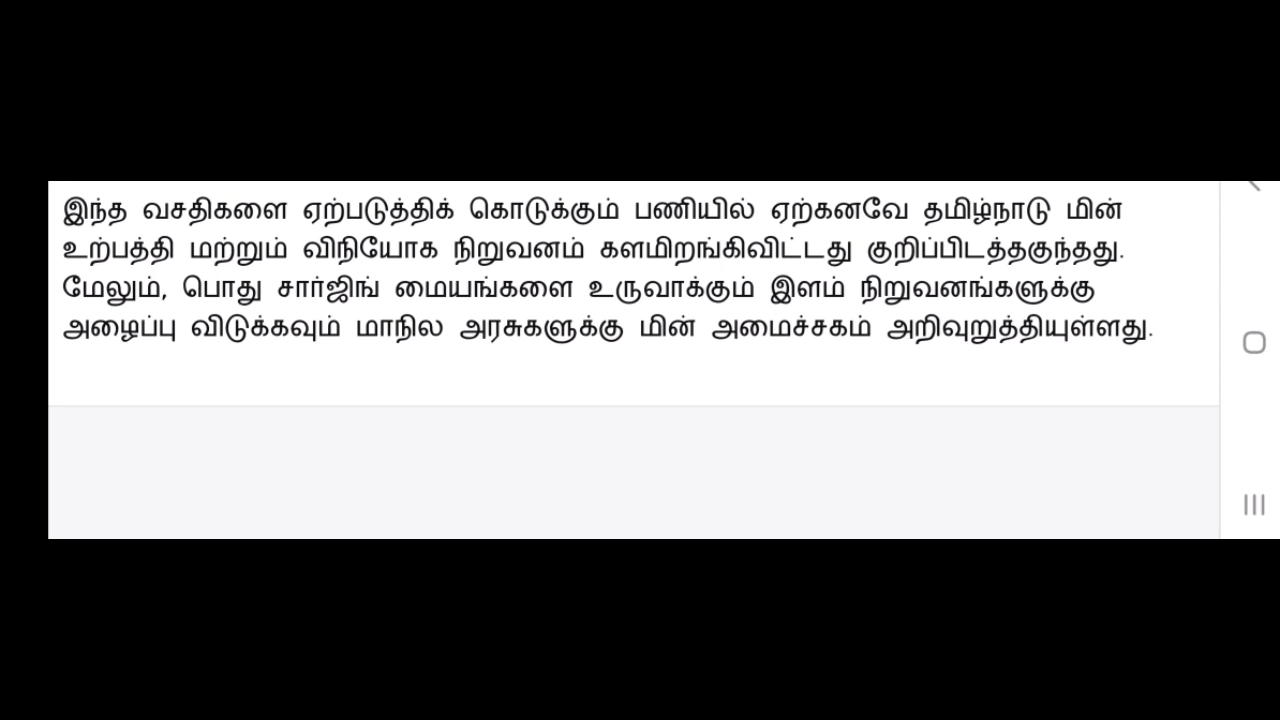 இந்த வசதிகளை ஏற்படுத்திக் கொடுக்கும் பணியில் ஏற்கனவே தமிழ்நாடு மின்
உற்பத்தி மற்றும் விநியோக நிறுவனம் களமிறங்கிவிட்டது குறிப்பிடத்தகுந்தது.
மேலும், பொது சார்ஜிங் மையங்களை உருவாக்கும் இளம் நிறுவனங்களுக்கு
அழைப்பு விடுக்கவும் மாநில அரசுகளுக்கு மின் அமைச்சகம் அறிவுறுத்தியுள்ளது.